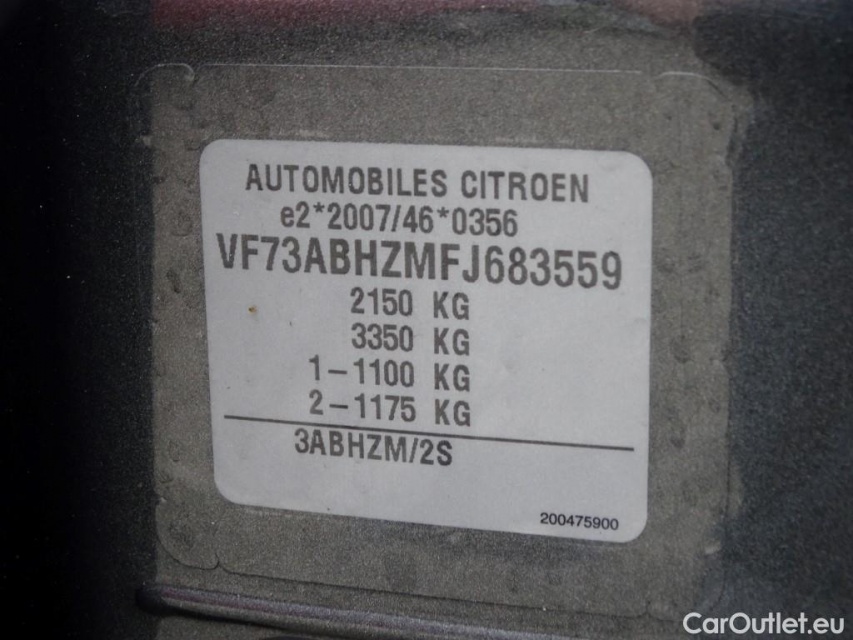 AUTOMOBILES CITROEN
e2*2007/46*0356
VF73ABHZMFJ683559
2150 KG
3350 KG
1-1100 KG
2-1175 KG
3ABHZM/2S
200475900
CarOutlet.eu